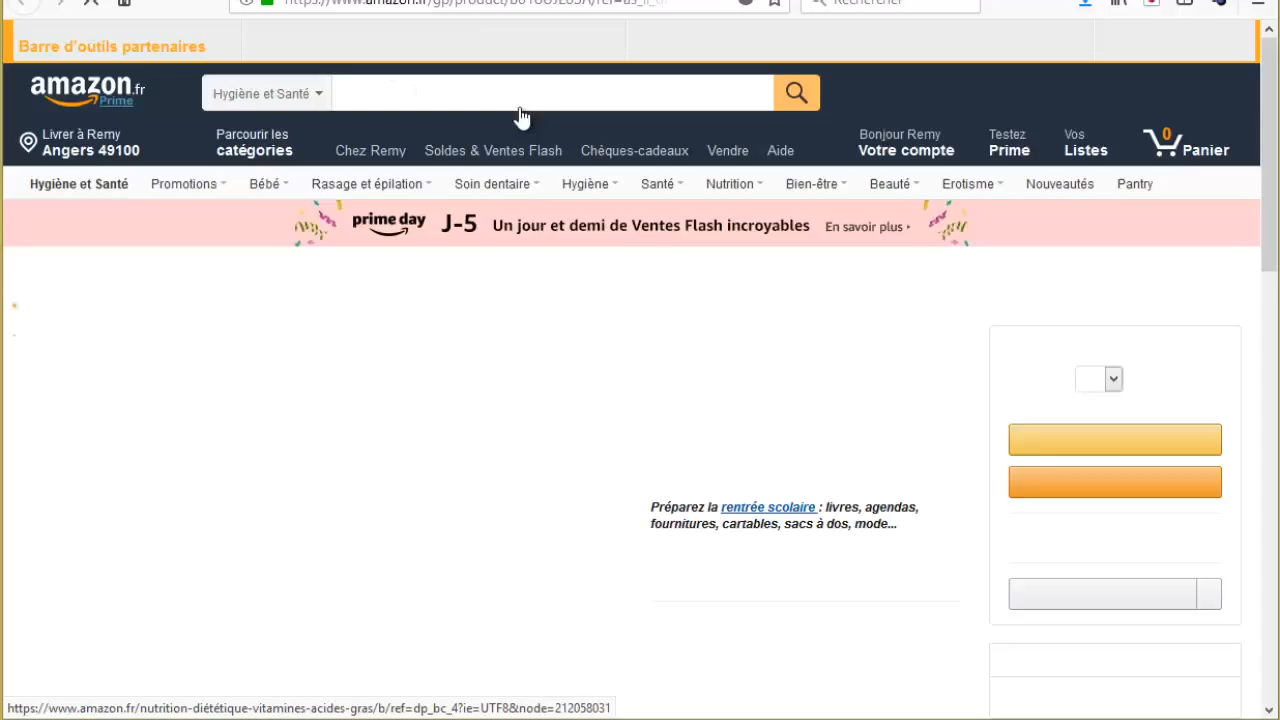 Barre d'outils partenaires
amazon.fr
Prime
Hygiène et Santé
Livrer à Remy
Angers 49100
Parcourir les
catégories
Chez Remy
Soldes & Ventes Flash
Chèques-cadeaux
Vendre
Aide
Bonjour Remy
Votre compte
Testez
Prime
Vos
Listes
0
Panier
Hygiène et Santé
Promotions
Bébé
Rasage et épilation
Soin dentaire
Hygiène
Santé
Nutrition
Bien-être
Beauté
Erotisme
Nouveautés
Pantry
prime day
J-5
Un jour et demi de Ventes Flash incroyables
En savoir plus
Préparez la rentrée scolaire : livres, agendas,
fournitures, cartables, sacs à dos, mode...
https://www.amazon.fr/nutrition-diététique-vitamines-acides-gras/b/ref=dp_bc_4?ie=UTF8&node=212058031